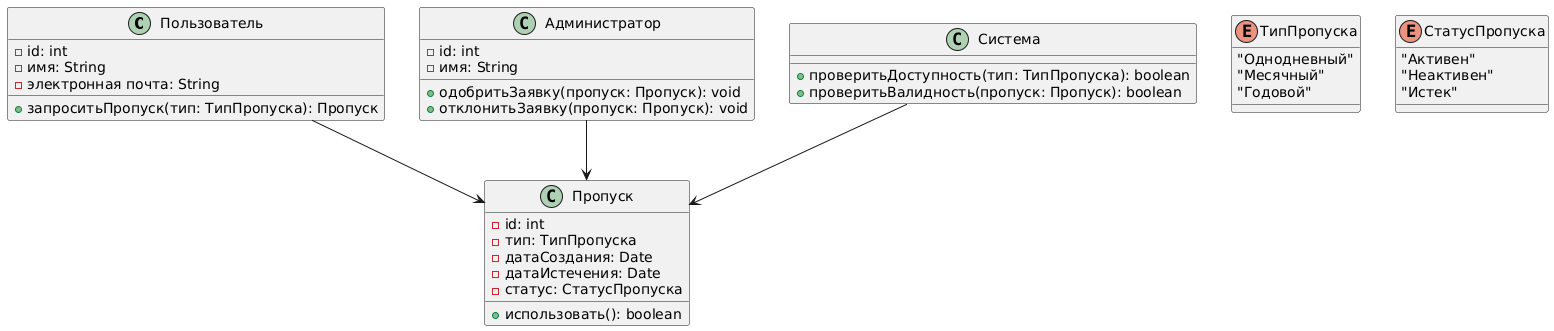 C Пользователь
id: int
имя: String
электронная почта: String
запроситьПропуск(тип: ТипПропуска): Пропуск
C Администратор
id: int
имя: String
одобритьЗаявку(пропуск: Пропуск): void
отклонитьЗаявку(пропуск: Пропуск): void
C Система
проверитьДоступность(тип: ТипПропуска): boolean
проверитьВалидность(пропуск: Пропуск): boolean
E ТипПропуска
"Однодневный"
"Месячный"
"Годовой"
E СтатусПропуска
"Активен"
"Неактивен"
"Истек"
C Пропуск
id: int
тип: ТипПропуска
датаСоздания: Date
датаИстечения: Date
статус: СтатусПропуска
использовать(): boolean